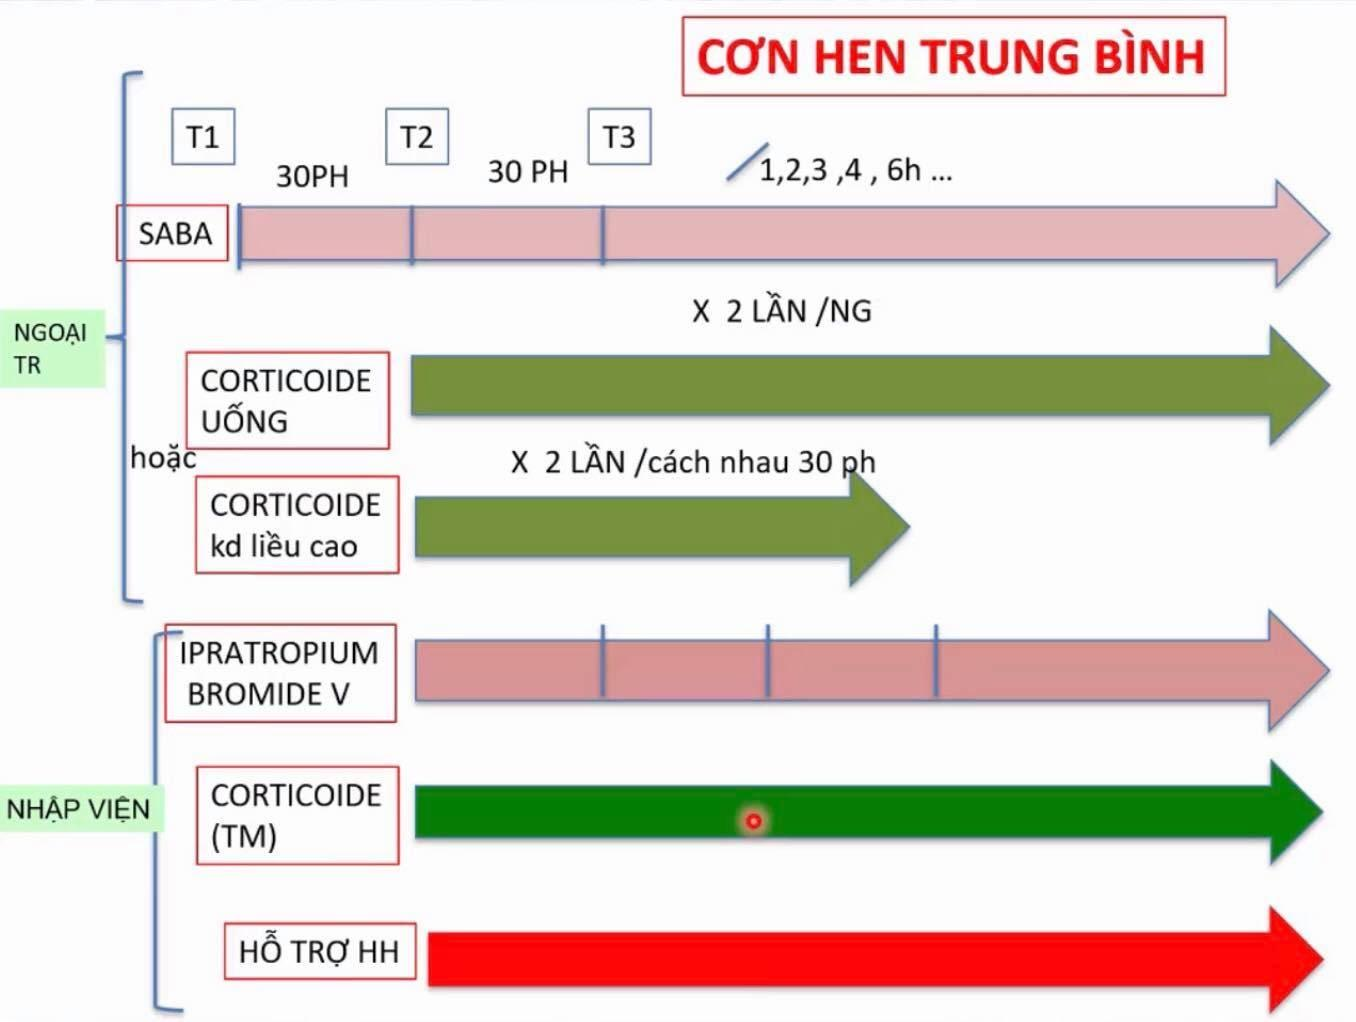 CƠN HEN TRUNG BÌNH
T1
T2
T3
30PH
30 PH
1,2,3 ,4 , 6h ...
SABA
X 2 LẦN /NG
NGOẠI
TR
CORTICOIDE
UỐNG
hoặc
X 2 LẦN /cách nhau 30 ph
CORTICOIDE
kd liều cao
IPRATROPIUM
BROMIDE V
NHẬP VIỆN
CORTICOIDE
(TM)
HỖ TRỢ HH